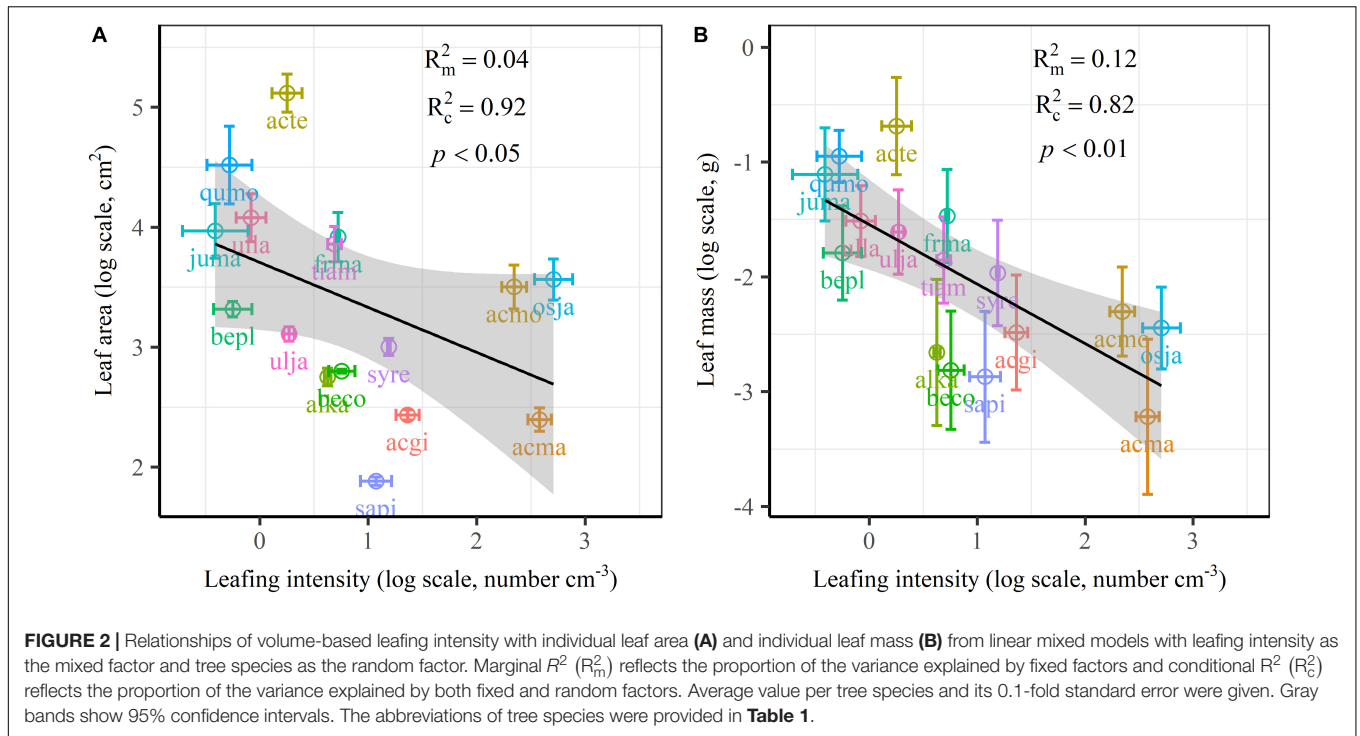 A
R²m = 0.04
R²c = 0.92
p < 0.05
5
4
3
2
acte
qumo
ulla
juma
frma
tiam
bepl
ulja
acmo
osja
syre
alka
beco
acgi
acma
sapi
0 1 2 3
Leaf area (log scale, cm²)
Leafing intensity (log scale, number cm⁻³)
B
R²m = 0.12
R²c = 0.82
p < 0.01
0
-1
-2
-3
-4
acte
qumo
juma
ulla
ulja
frma
bepl
tiam
syre
acmo
osja
acgi
alka
beco
sapi
acma
0 1 2 3
Leaf mass (log scale, g)
Leafing intensity (log scale, number cm⁻³)
FIGURE 2 | Relationships of volume-based leafing intensity with individual leaf area (A) and individual leaf mass (B) from linear mixed models with leafing intensity as
the mixed factor and tree species as the random factor. Marginal R² (R²m) reflects the proportion of the variance explained by fixed factors and conditional R² (R²c)
reflects the proportion of the variance explained by both fixed and random factors. Average value per tree species and its 0.1-fold standard error were given. Gray
bands show 95% confidence intervals. The abbreviations of tree species were provided in Table 1.